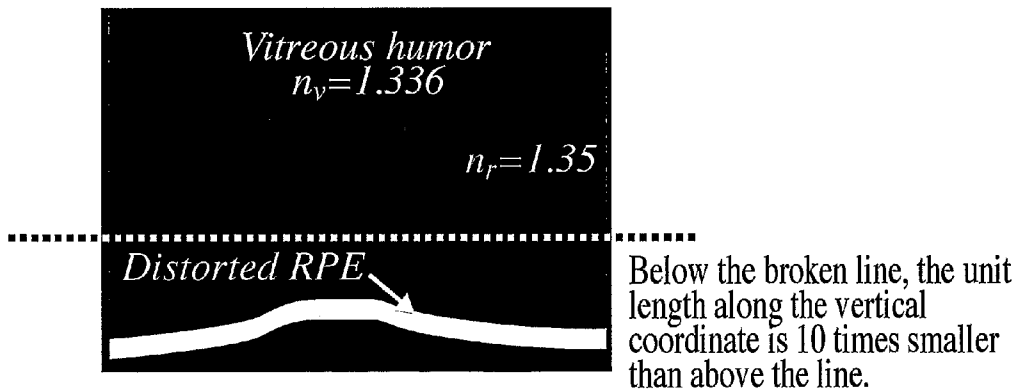 Vitreous humor
n_v=1.336
n_r=1.35
Distorted RPE
Below the broken line, the unit
length along the vertical
coordinate is 10 times smaller
than above the line.